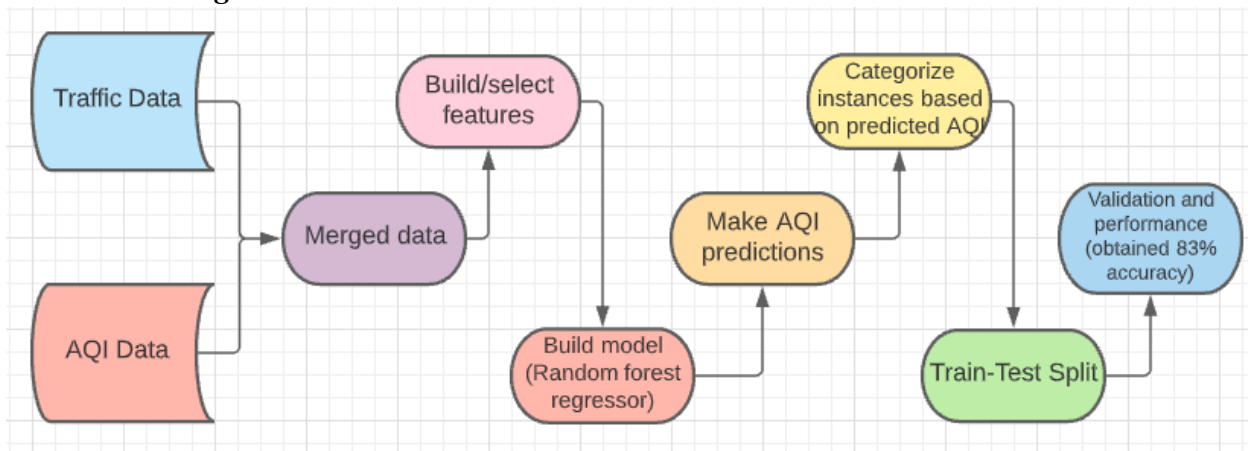 Traffic Data
AQI Data
Merged data
Build/select
features
Build model
(Random forest
regressor)
Make AQI
predictions
Categorize
instances based
on predicted AQI
Train-Test Split
Validation and
performance
(obtained 83%
accuracy)